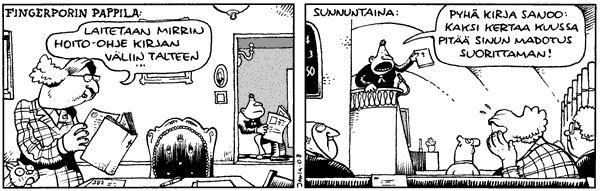 FINGERPORIN PAPPILA:
LAITETAAN MIRRIN
HOITO-OHJE KIRJAN
VÄLIIN TALTEEN
...
SUNNUNTAINA:
PYHÄ KIRJA SANOO:
KAKSI KERTAA KUUSSA
PITÄÄ SINUN MADOTUS
SUORITTAMAN!